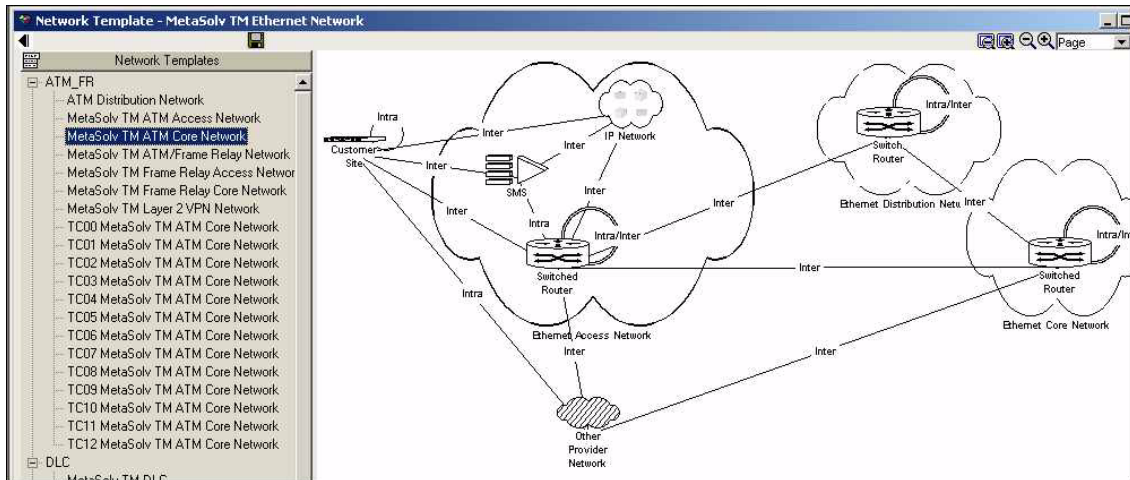 Network Template - MetaSolv TM Ethernet Network
Page
Network Templates
ATM_FR
ATM Distribution Network
MetaSolv TM ATM Access Network
MetaSolv TM ATM Core Network
MetaSolv TM ATM/Frame Relay Network
MetaSolv TM Frame Relay Access Networ
MetaSolv TM Frame Relay Core Network
MetaSolv TM Layer 2 VPN Network
TC00 MetaSolv TM ATM Core Network
TC01 MetaSolv TM ATM Core Network
TC02 MetaSolv TM ATM Core Network
TC03 MetaSolv TM ATM Core Network
TC04 MetaSolv TM ATM Core Network
TC05 MetaSolv TM ATM Core Network
TC06 MetaSolv TM ATM Core Network
TC07 MetaSolv TM ATM Core Network
TC08 MetaSolv TM ATM Core Network
TC09 MetaSolv TM ATM Core Network
TC10 MetaSolv TM ATM Core Network
TC11 MetaSolv TM ATM Core Network
TC12 MetaSolv TM ATM Core Network
DLC
MetaSolv TM DLC
Intra
Customer
Site
Inter
IP Network
Inter
Inter
SMS
Inter
Inter
Intra
Intra/Inter
Switched
Router
Intra
Ethernet Access Network
Inter
Inter
Intra/Inter
Switch
Router
Ethernet Distribution Netw
Inter
Intra/In
Inter
Switched
Router
Ethernet Core Network
Inter
Other
Provider
Network